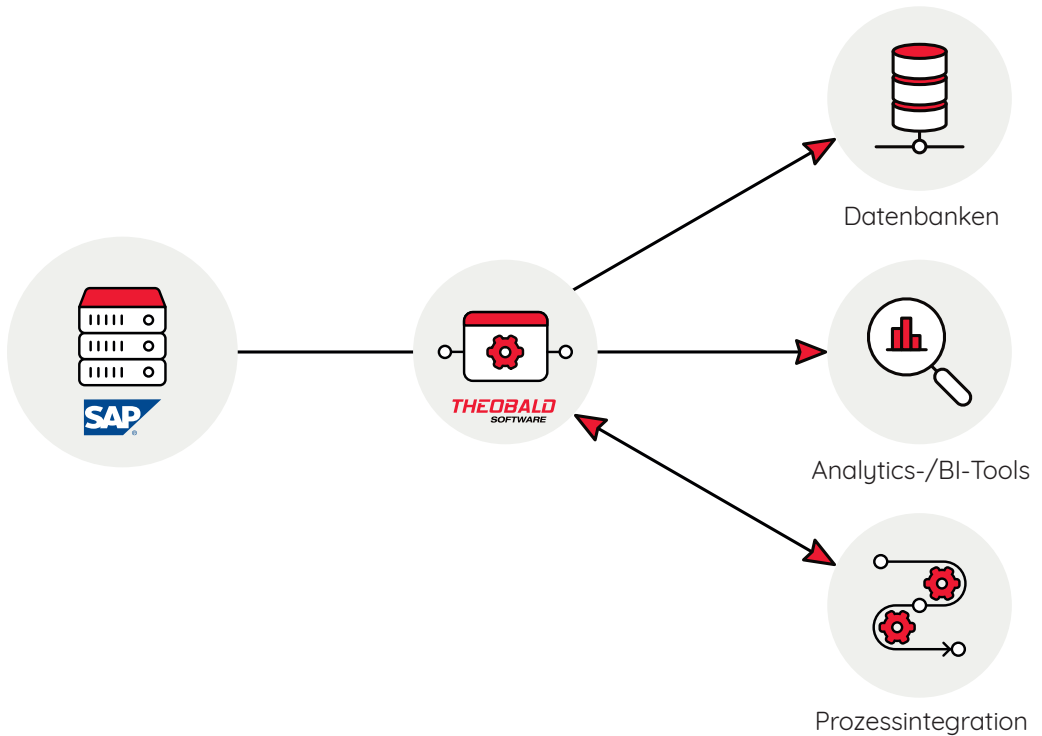 Datenbanken
SAP
®
THEOBALD
SOFTWARE
Analytics-/BI-Tools
Prozessintegration